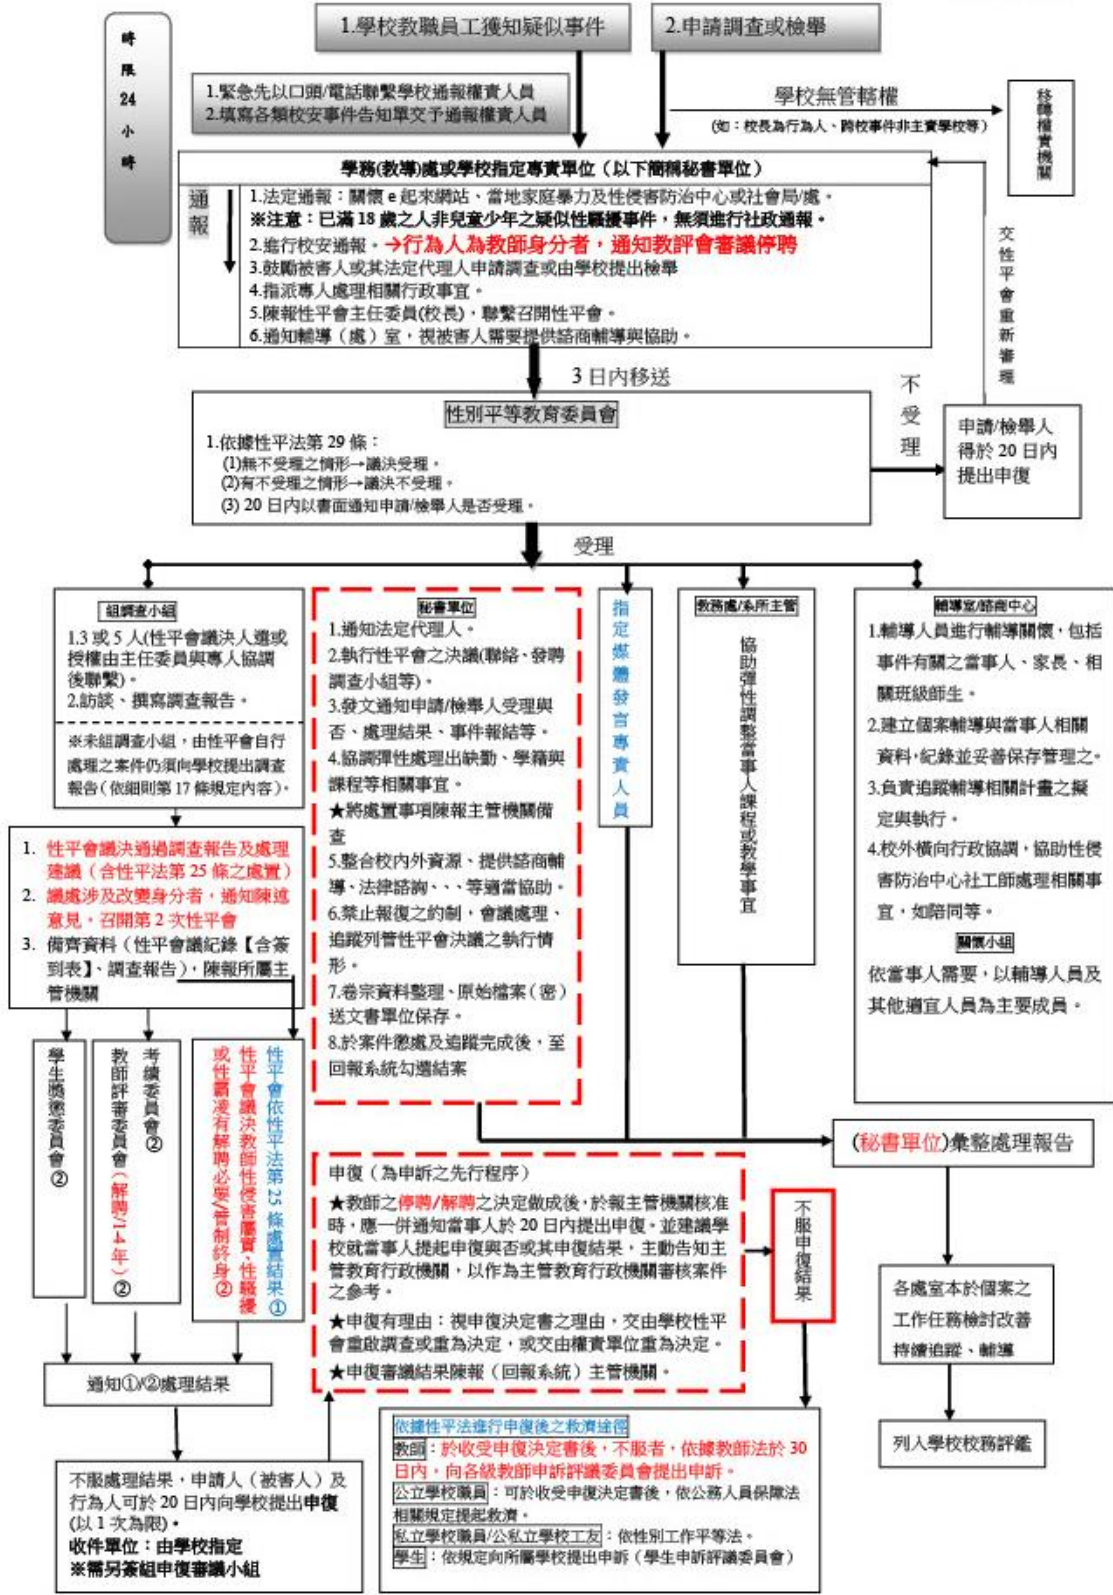 時
限
24
小
時
1.學校教職員工獲知疑似事件
2.申請調查或檢舉
1.緊急先以口頭/電話聯繫學校通報權責人員
2.填寫各類校安事件告知單交予通報權責人員
學校無管轄權
(如：校長為行為人、跨校事件非主責學校等)
移轉權責機關
學務(教導)處或學校指定專責單位（以下簡稱秘書單位）
通報
1.法定通報：關懷 e 起來網站、當地家庭暴力及性侵害防治中心或社會局/處。
※注意：已滿 18 歲之人非兒童少年之疑似性騷擾事件，無須進行社政通報。
2.進行校安通報。→行為人為教師身分者，通知教評會審議停聘
3.鼓勵被害人或其法定代理人申請調查或由學校提出檢舉
4.指派專人處理相關行政事宜。
5.陳報性平會主任委員(校長)，聯繫召開性平會。
6.通知輔導（處）室，視被害人需要提供諮商輔導與協助。
交性平會重新審理
3 日內移送
性別平等教育委員會
1.依據性平法第 29 條：
(1)無不受理之情形→議決受理。
(2)有不受理之情形→議決不受理。
(3) 20 日內以書面通知申請/檢舉人是否受理。
不受理
申請/檢舉人
得於 20 日內
提出申復
受理
組調查小組
1.3 或 5 人(性平會議決人選或
授權由主任委員與專人協調
後聯繫)。
2.訪談、撰寫調查報告。
※未組調查小組，由性平會自行
處理之案件仍須向學校提出調查
報告(依細則第 17 條規定內容)。
1. 性平會議決通過調查報告及處理
建議（含性平法第 25 條之處置）
2. 議處涉及改變身分者，通知陳述
意見，召開第 2 次性平會
3. 備齊資料（性平會議紀錄【含簽
到表】、調查報告），陳報所屬主
管機關
學生獎懲委員會②
考績委員會②
教師評審委員會（解聘/1-4 年）②
性平會依性平法第 25 條處置結果①
性平會議決教師性侵害屬實、性騷擾
或性霸凌有解聘必要/管制終身②
通知①/②處理結果
不服處理結果，申請人（被害人）及
行為人可於 20 日內向學校提出申復
(以 1 次為限)。
收件單位：由學校指定
※需另簽組申復審議小組
秘書單位
1.通知法定代理人。
2.執行性平會之決議(聯絡、發聘
調查小組等)。
3.發文通知申請/檢舉人受理與
否、處理結果、事件報結等。
4.協調彈性處理出缺勤、學籍與
課程等相關事宜。
★將處置事項陳報主管機關備
查
5.整合校內外資源、提供諮商輔
導、法律諮詢、、、等適當協助。
6.禁止報復之約制，會議處理、
追蹤列管性平會決議之執行情
形。
7.卷宗資料整理、原始檔案（密）
送文書單位保存。
8.於案件懲處及追蹤完成後，至
回報系統勾選結案
指定媒體發言專責人員
教務處/系所主管
協助彈性調整當事人課程或教學事宜
輔導室/諮商中心
1.輔導人員進行輔導關懷，包括
事件有關之當事人、家長、相
關班級師生。
2.建立個案輔導與當事人相關
資料，紀錄並妥善保存管理之。
3.負責追蹤輔導相關計畫之擬
定與執行。
4.校外橫向行政協調，協助性侵
害防治中心社工師處理相關事
宜，如陪同等。
關懷小組
依當事人需要，以輔導人員及
其他適宜人員為主要成員。
(秘書單位)彙整處理報告
各處室本於個案之
工作任務檢討改善
持續追蹤、輔導
列入學校校務評鑑
申復（為申訴之先行程序）
★教師之停聘/解聘之決定做成後，於報主管機關核准
時，應一併通知當事人於 20 日內提出申復。並建議學
校就當事人提起申復與否或其申復結果，主動告知主
管教育行政機關，以作為主管教育行政機關審核案件
之參考。
★申復有理由：視申復決定書之理由，交由學校性平
會重啟調查或重為決定，或交由權責單位重為決定。
★申復審議結果陳報（回報系統）主管機關。
不服申復結果
依據性平法進行申復後之救濟途徑
教師：於收受申復決定書後，不服者，依據教師法於 30
日內，向各級教師申訴評議委員會提出申訴。
公立學校職員：可於收受申復決定書後，依公務人員保障法
相關規定提起救濟。
私立學校職員/公私立學校工友：依性別工作平等法。
學生：依規定向所屬學校提出申訴（學生申訴評議委員會）